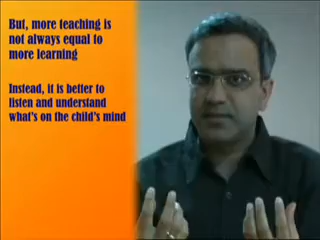 But, more teaching is
not always equal to
more learning
Instead, it is better to
listen and understand
what's on the child's mind